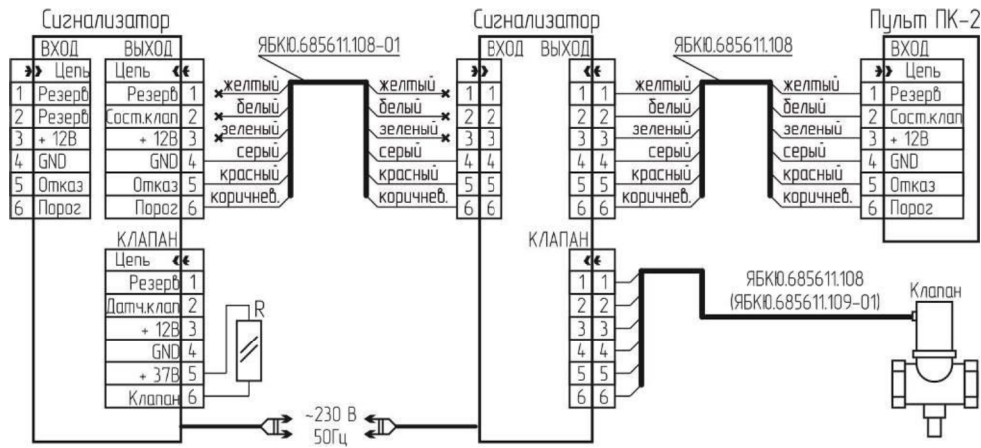 Сигнализатор
ВХОД ВЫХОД
Цепь Цепь
1 Резерв Резерв 1
2 Резерв Сост.клап 2
3 + 12В + 12В 3
4 GND GND 4
5 Отказ Отказ 5
6 Порог Порог 6
КЛАПАН
Цепь
Резерв 1
Датч.клап 2
+ 12В 3
GND 4
+ 37В 5
Клапан 6
R
ЯБКЮ.685611.108-01
желтый желтый
белый белый
зеленый зеленый
серый серый
красный красный
коричнев. коричнев.
~230 В
50Гц
Сигнализатор
ВХОД ВЫХОД
1 1 1 1
2 2 2 2
3 3 3 3
4 4 4 4
5 5 5 5
6 6 6 6
КЛАПАН
1 1
2 2
3 3
4 4
5 5
6 6
ЯБКЮ.685611.108
желтый желтый
белый белый
зеленый зеленый
серый серый
красный красный
коричнев. коричнев.
Пульт ПК-2
ВХОД
Цепь
1 Резерв
2 Сост.клап
3 + 12В
4 GND
5 Отказ
6 Порог
ЯБКЮ.685611.108
(ЯБКЮ.685611.109-01)
Клапан